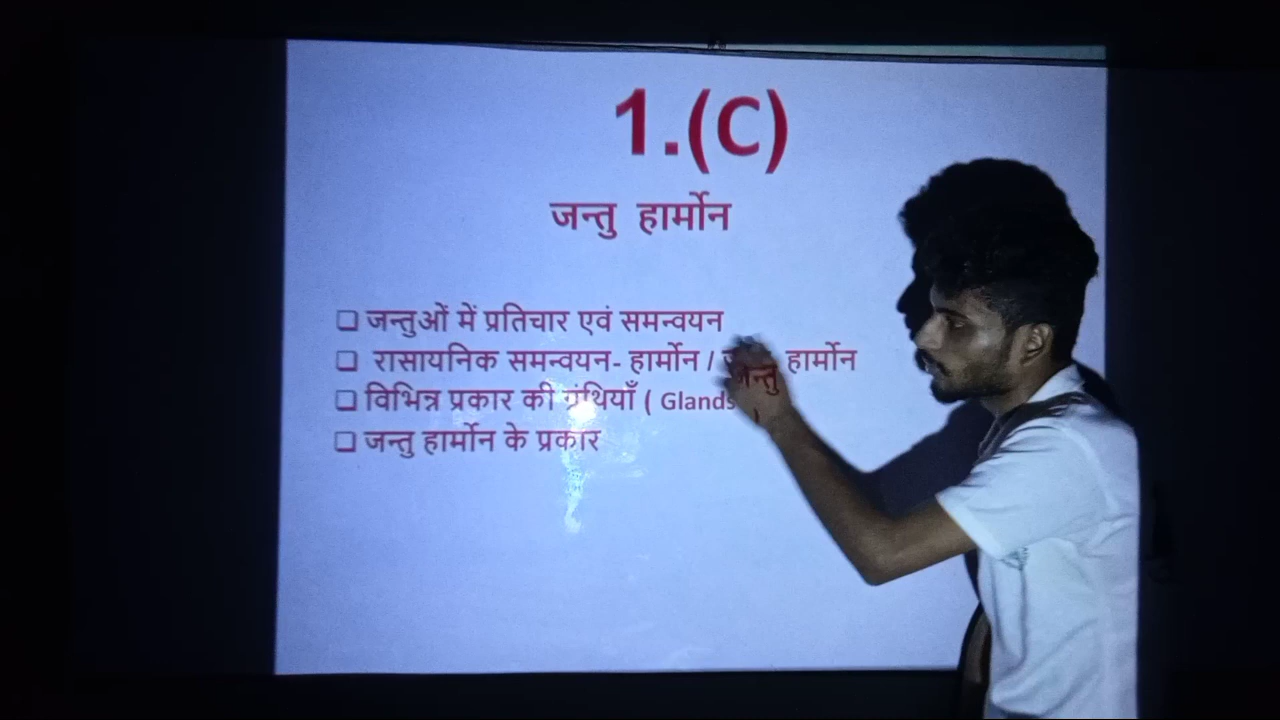 1.(C)
जन्तु हार्मोन
जन्तुओं में प्रतिचार एवं समन्वयन
रासायनिक समन्वयन- हार्मोन / जन्तु हार्मोन
विभिन्न प्रकार की ग्रंथियाँ ( Glands )
जन्तु हार्मोन के प्रकार